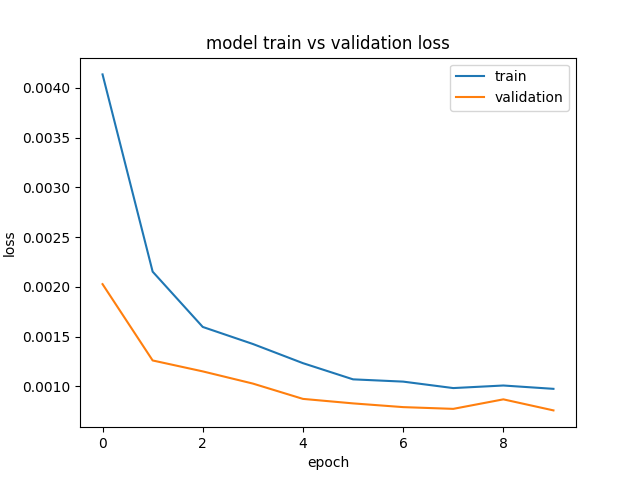 model train vs validation loss
train
validation
0.0040
0.0035
0.0030
0.0025
0.0020
0.0015
0.0010
loss
0 2 4 6 8
epoch